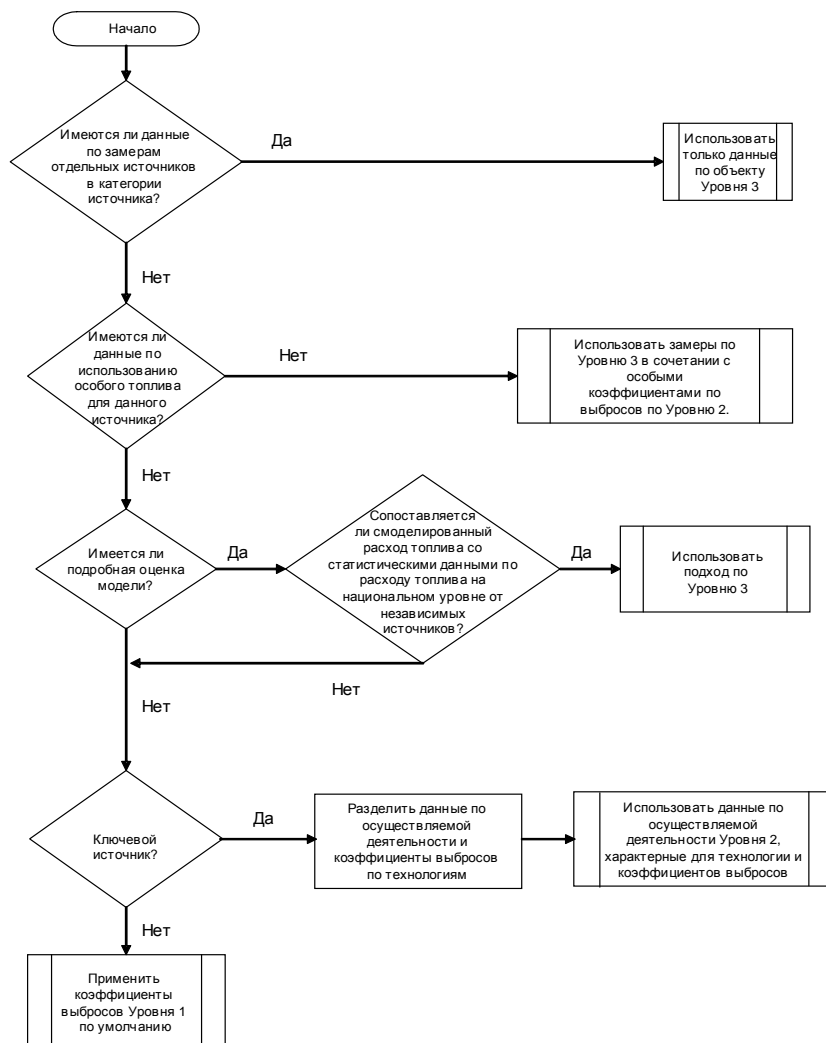 Начало
Имеются ли данные
по замерам
отдельных источников
в категории
источника?
Да
Использовать
только данные
по объекту
Уровня 3
Нет
Имеются ли
данные по
использованию
особого топлива
для данного
источника?
Нет
Использовать замеры по
Уровню 3 в сочетании с
особыми
коэффициентами по
выбросов по Уровню 2.
Нет
Имеется ли
подробная оценка
модели?
Да
Сопоставляется
ли смоделированный
расход топлива со
статистическими данными по
расходу топлива на
национальном уровне от
независимых
источников?
Да
Использовать
подход по
Уровню 3
Нет
Нет
Ключевой
источник?
Да
Разделить данные по
осуществляемой
деятельности и
коэффициенты выбросов
по технологиям
Использовать данные по
осуществляемой
деятельности Уровня 2,
характерные для технологии и
коэффициентов выбросов
Нет
Применить
коэффициенты
выбросов Уровня 1
по умолчанию